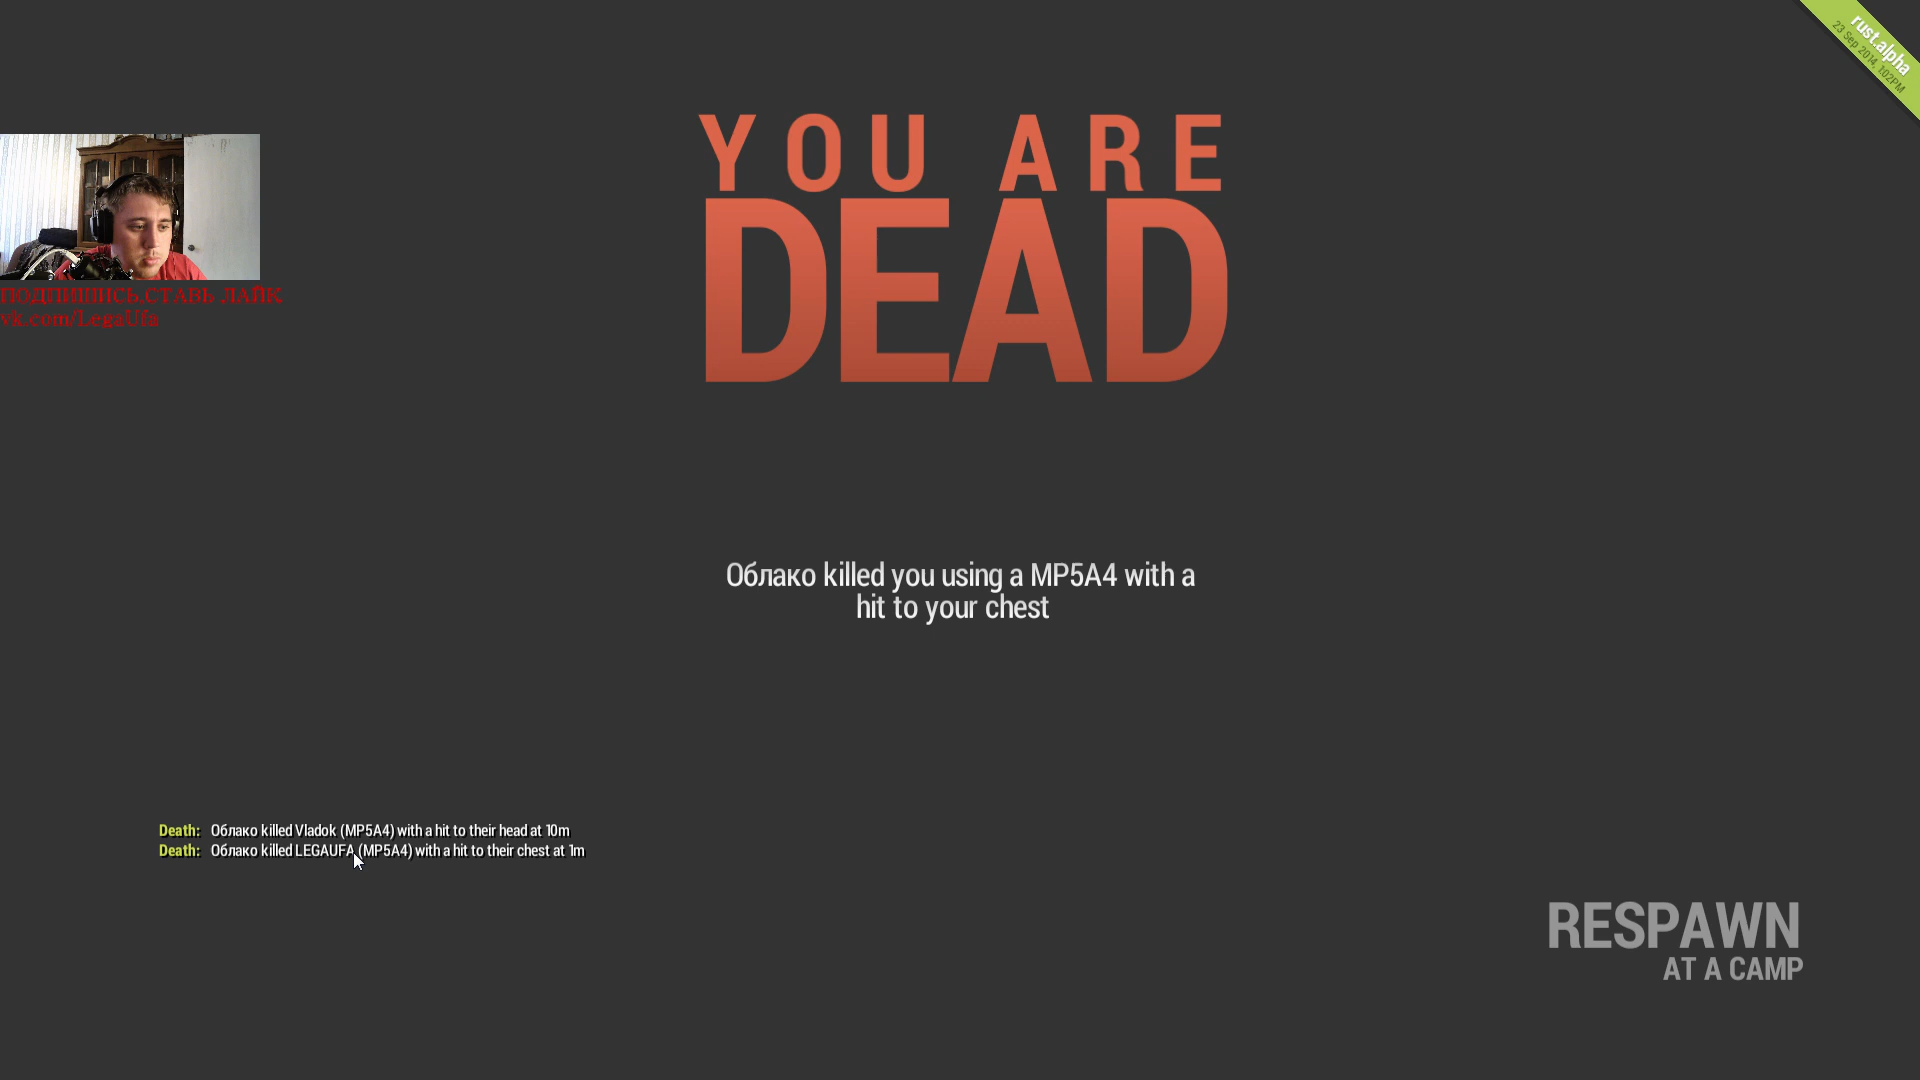 rust.alpha
23 Sep 2014, 1:02PM
YOU ARE
DEAD
ПОДПИШИСЬ,СТАВЬ ЛАЙК
vk.com/LegaUfa
Облако killed you using a MP5A4 with a
hit to your chest
Death: Облако killed Vladok (MP5A4) with a hit to their head at 10m
Death: Облако killed LEGAUFA (MP5A4) with a hit to their chest at 1m
RESPAWN
AT A CAMP